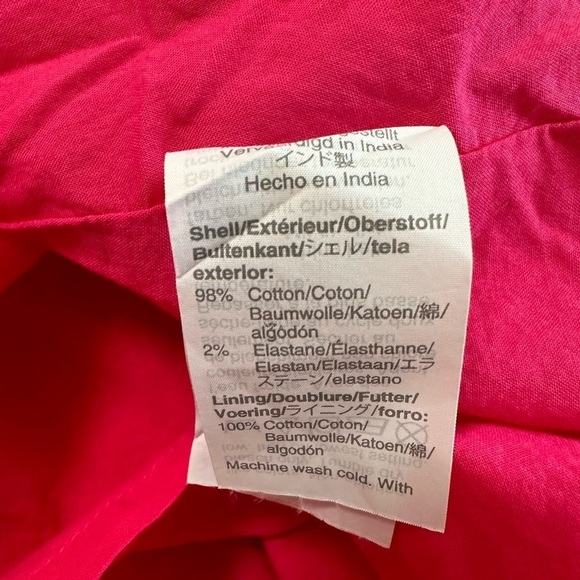 Vervaardigd in India
インド製
Hecho en India
Shell/Extérieur/Oberstoff/
Buitenkant/シェル/tela
exterior:
98% Cotton/Coton/
Baumwolle/Katoen/綿/
algodón
2% Elastane/Élasthanne/
Elastan/Elastaan/エラ
ステーン/elastano
Lining/Doublure/Futter/
Voering/ライニング/forro:
100% Cotton/Coton/
Baumwolle/Katoen/綿/
algodón
Machine wash cold. With